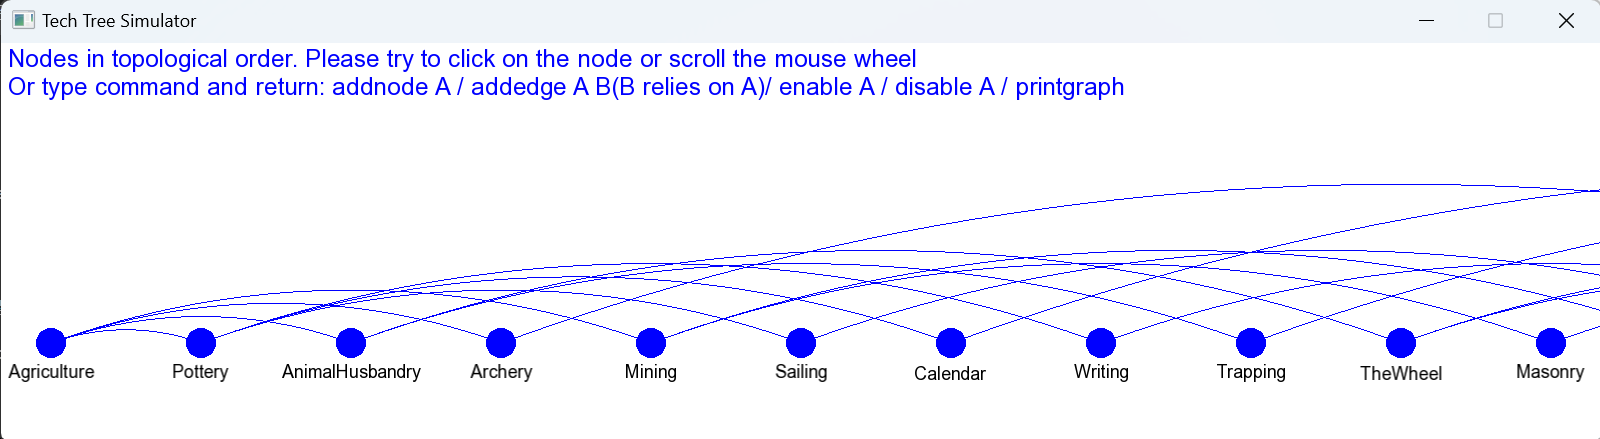 Tech Tree Simulator
Nodes in topological order. Please try to click on the node or scroll the mouse wheel
Or type command and return: addnode A / addedge A B(B relies on A)/ enable A / disable A / printgraph
Agriculture Pottery AnimalHusbandry Archery Mining Sailing Calendar Writing Trapping TheWheel Masonry